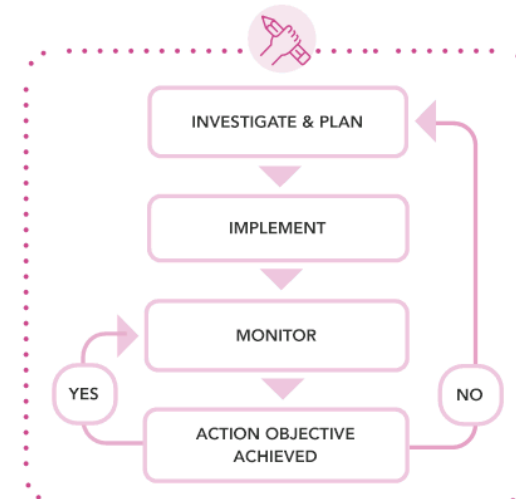 INVESTIGATE & PLAN
IMPLEMENT
MONITOR
YES
NO
ACTION OBJECTIVE
ACHIEVED